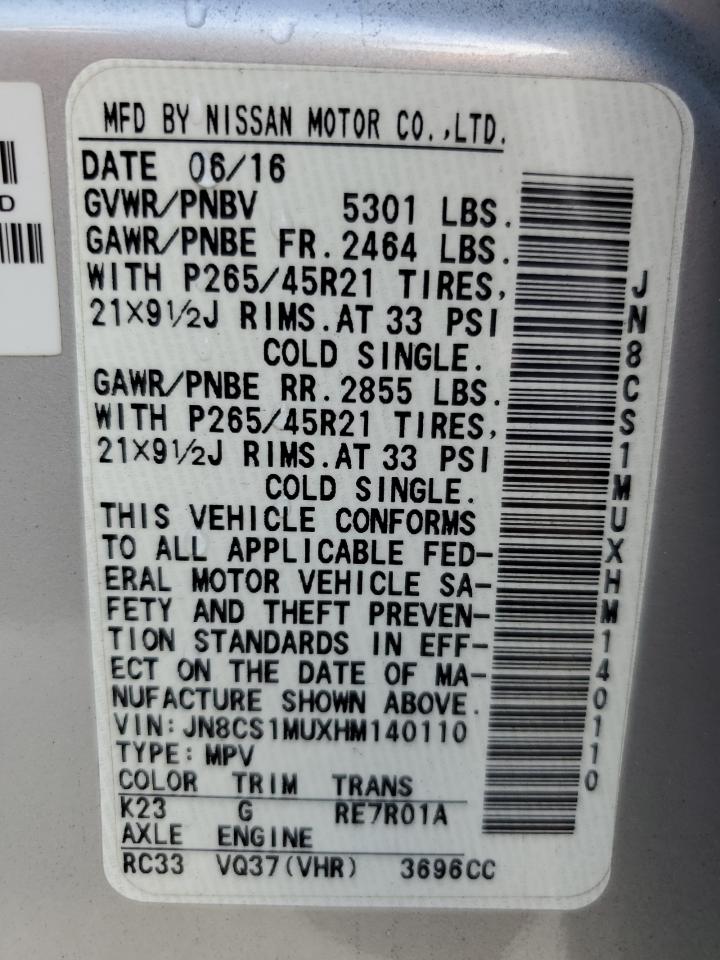 MFD BY NISSAN MOTOR CO.,LTD.
DATE 06/16
GVWR/PNBV 5301 LBS.
GAWR/PNBE FR. 2464 LBS.
WITH P265/45R21 TIRES,
21×9½J RIMS. AT 33 PSI
COLD SINGLE.
GAWR/PNBE RR. 2855 LBS.
WITH P265/45R21 TIRES,
21×9½J RIMS. AT 33 PSI
COLD SINGLE.
THIS VEHICLE CONFORMS
TO ALL APPLICABLE FED-
ERAL MOTOR VEHICLE SA-
FETY AND THEFT PREVEN-
TION STANDARDS IN EFF-
ECT ON THE DATE OF MA-
NUFACTURE SHOWN ABOVE.
VIN: JN8CS1MUXHM140110
TYPE: MPV
COLOR TRIM TRANS
K23 G RE7R01A
AXLE ENGINE
RC33 VQ37(VHR) 3696CC
JN8CS1MUXHM140110
D